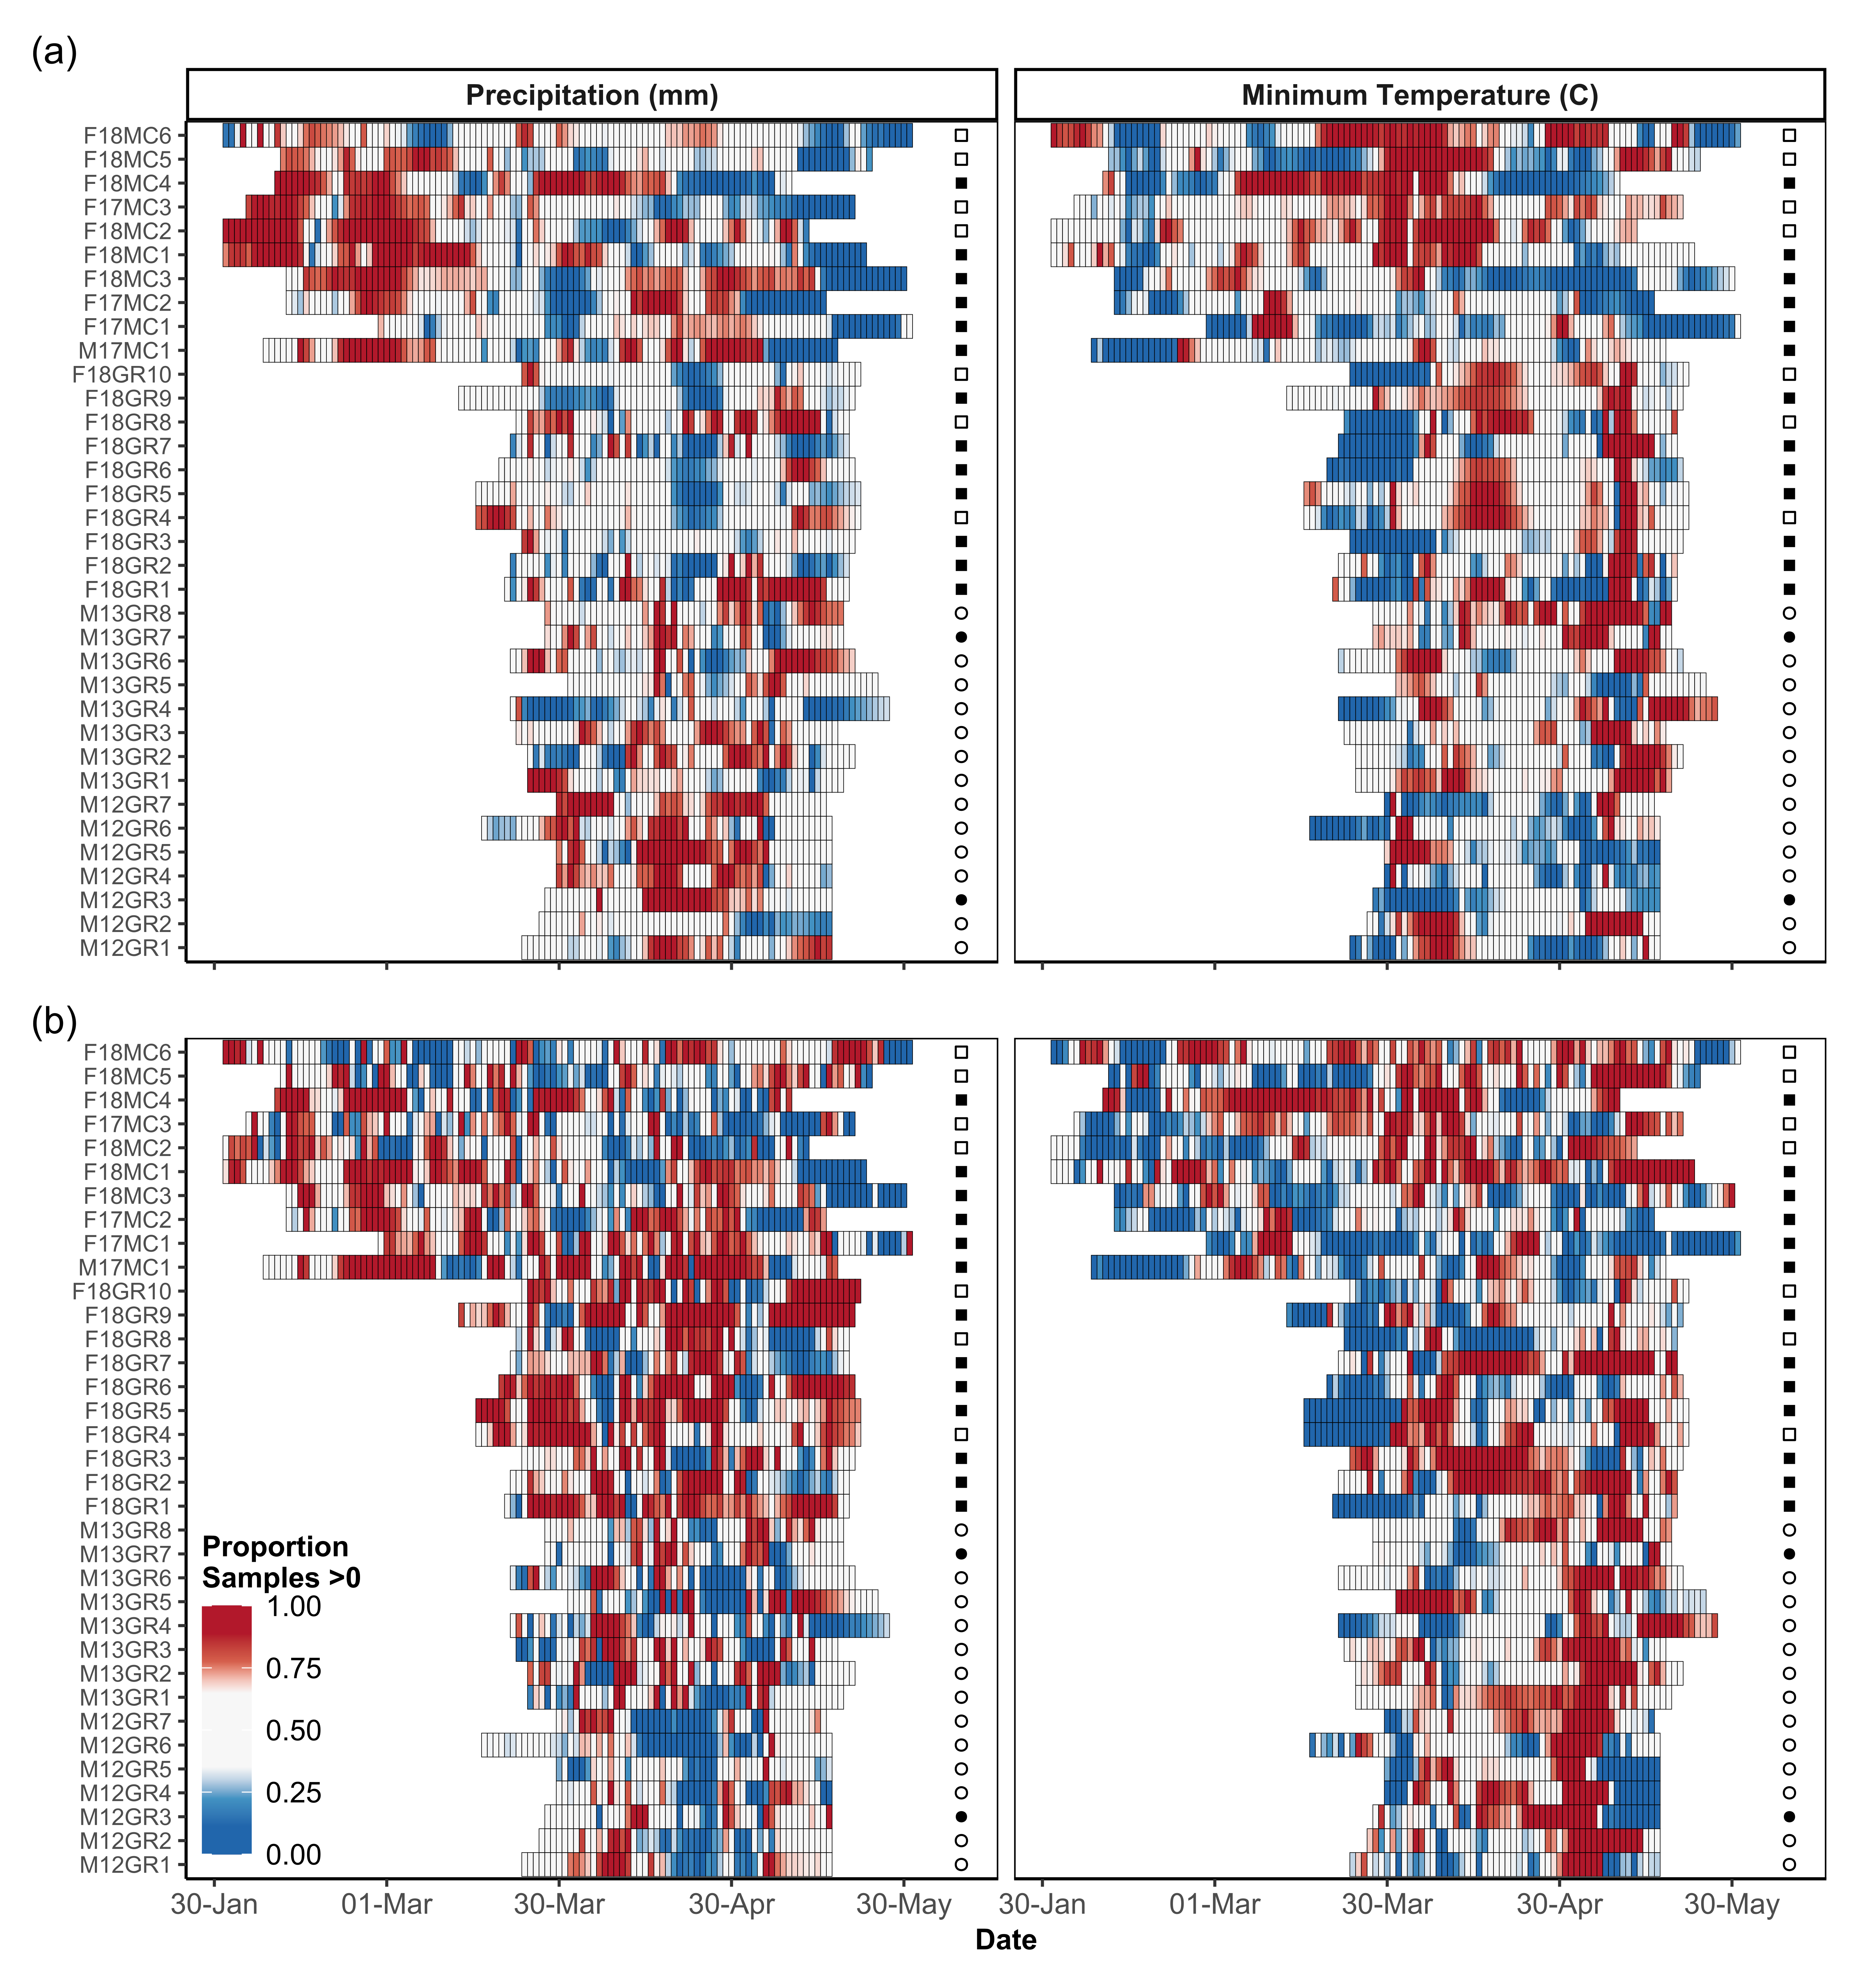 (a)
Precipitation (mm) Minimum Temperature (C)
F18MC6
F18MC5
F18MC4
F17MC3
F18MC2
F18MC1
F18MC3
F17MC2
F17MC1
M17MC1
F18GR10
F18GR9
F18GR8
F18GR7
F18GR6
F18GR5
F18GR4
F18GR3
F18GR2
F18GR1
M13GR8
M13GR7
M13GR6
M13GR5
M13GR4
M13GR3
M13GR2
M13GR1
M12GR7
M12GR6
M12GR5
M12GR4
M12GR3
M12GR2
M12GR1
(b)
F18MC6
F18MC5
F18MC4
F17MC3
F18MC2
F18MC1
F18MC3
F17MC2
F17MC1
M17MC1
F18GR10
F18GR9
F18GR8
F18GR7
F18GR6
F18GR5
F18GR4
F18GR3
F18GR2
F18GR1
M13GR8
M13GR7
M13GR6
M13GR5
M13GR4
M13GR3
M13GR2
M13GR1
M12GR7
M12GR6
M12GR5
M12GR4
M12GR3
M12GR2
M12GR1
Proportion
Samples >0
1.00
0.75
0.50
0.25
0.00
30-Jan 01-Mar 30-Mar 30-Apr 30-May 30-Jan 01-Mar 30-Mar 30-Apr 30-May
Date